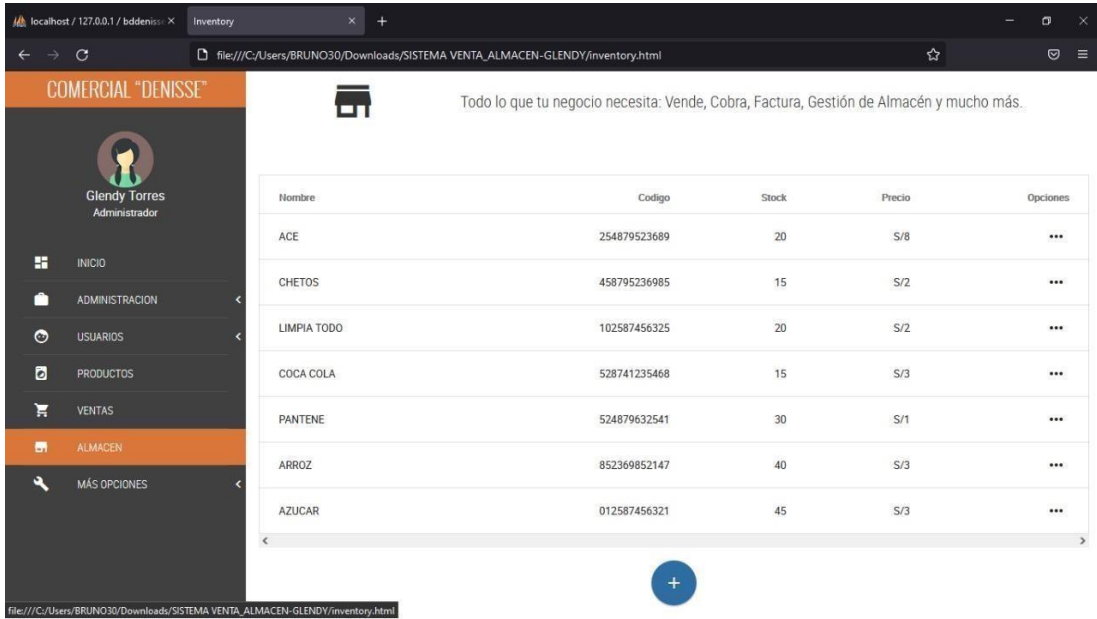 localhost / 127.0.0.1 / bddenisse
Inventory
file:///C:/Users/BRUNO30/Downloads/SISTEMA VENTA_ALMACEN-GLENDY/inventory.html
COMERCIAL "DENISSE"
Todo lo que tu negocio necesita: Vende, Cobra, Factura, Gestión de Almacén y mucho más.
Glendy Torres
Administrador
INICIO
ADMINISTRACION
USUARIOS
PRODUCTOS
VENTAS
ALMACEN
MÁS OPCIONES
Nombre Codigo Stock Precio Opciones
ACE 254879523689 20 S/8
CHETOS 458795236985 15 S/2
LIMPIA TODO 102587456325 20 S/2
COCA COLA 528741235468 15 S/3
PANTENE 524879632541 30 S/1
ARROZ 852369852147 40 S/3
AZUCAR 012587456321 45 S/3
file:///C:/Users/BRUNO30/Downloads/SISTEMA VENTA_ALMACEN-GLENDY/inventory.html